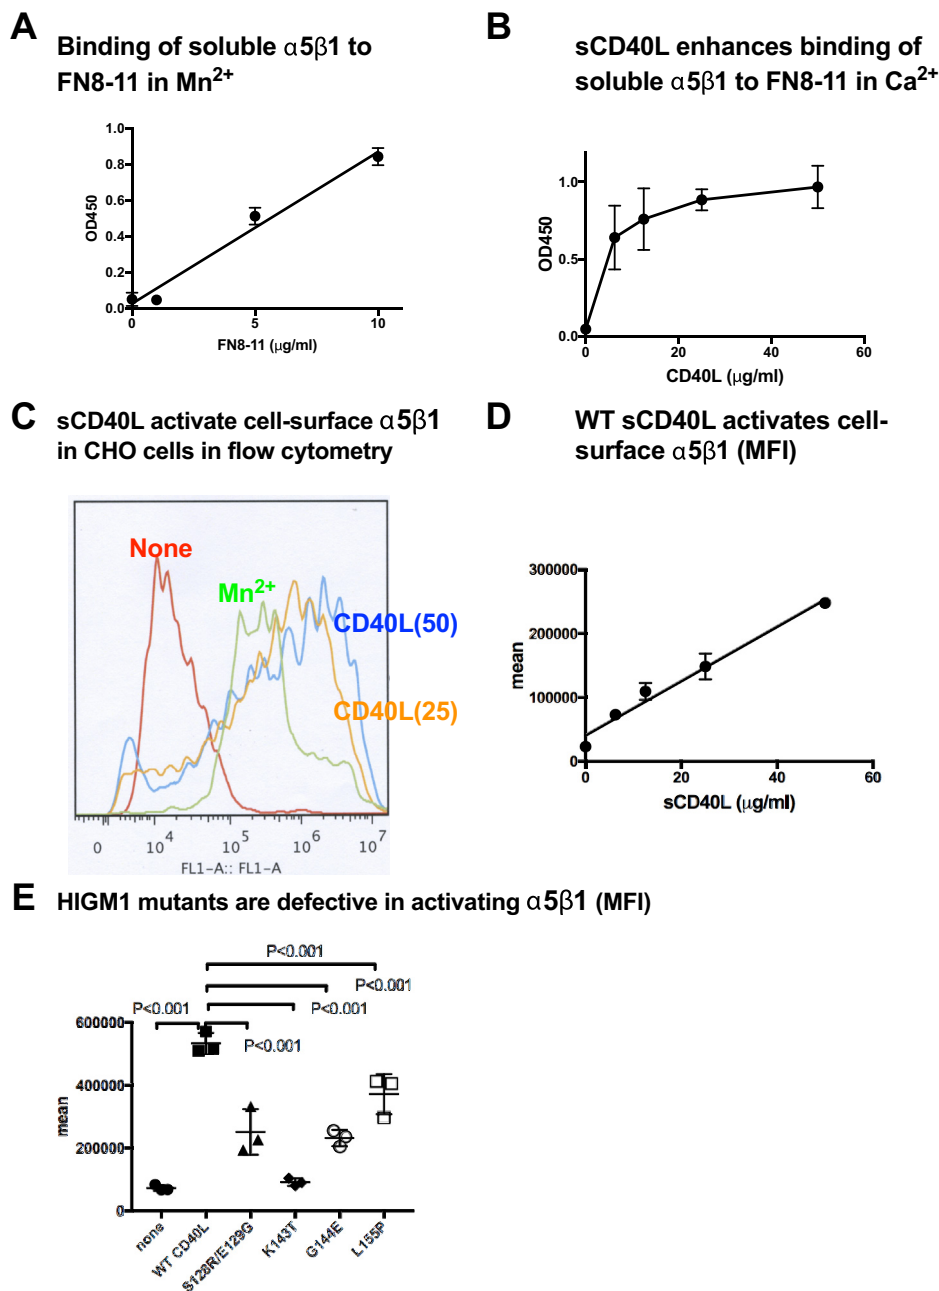 A
Binding of soluble α5β1 to
FN8-11 in Mn2+
1.0
0.8
0.6
0.4
0.2
0.0
OD450
0
5
10
FN8-11 (μg/ml)
B
sCD40L enhances binding of
soluble α5β1 to FN8-11 in Ca2+
1.0
0.5
0.0
OD450
0
20
40
60
CD40L (μg/ml)
C
sCD40L activate cell-surface α5β1
in CHO cells in flow cytometry
None
Mn2+
CD40L(50)
CD40L(25)
0
10^4
10^5
10^6
10^7
FL1-A:: FL1-A
D
WT sCD40L activates cell-
surface α5β1 (MFI)
300000
200000
100000
0
mean
0
20
40
60
sCD40L (μg/ml)
E
HIGM1 mutants are defective in activating α5β1 (MFI)
P<0.001
P<0.001
P<0.001
P<0.001
P<0.001
600000
400000
200000
0
mean
none
WT CD40L
S128R/E129G
K143T
G144E
L155P